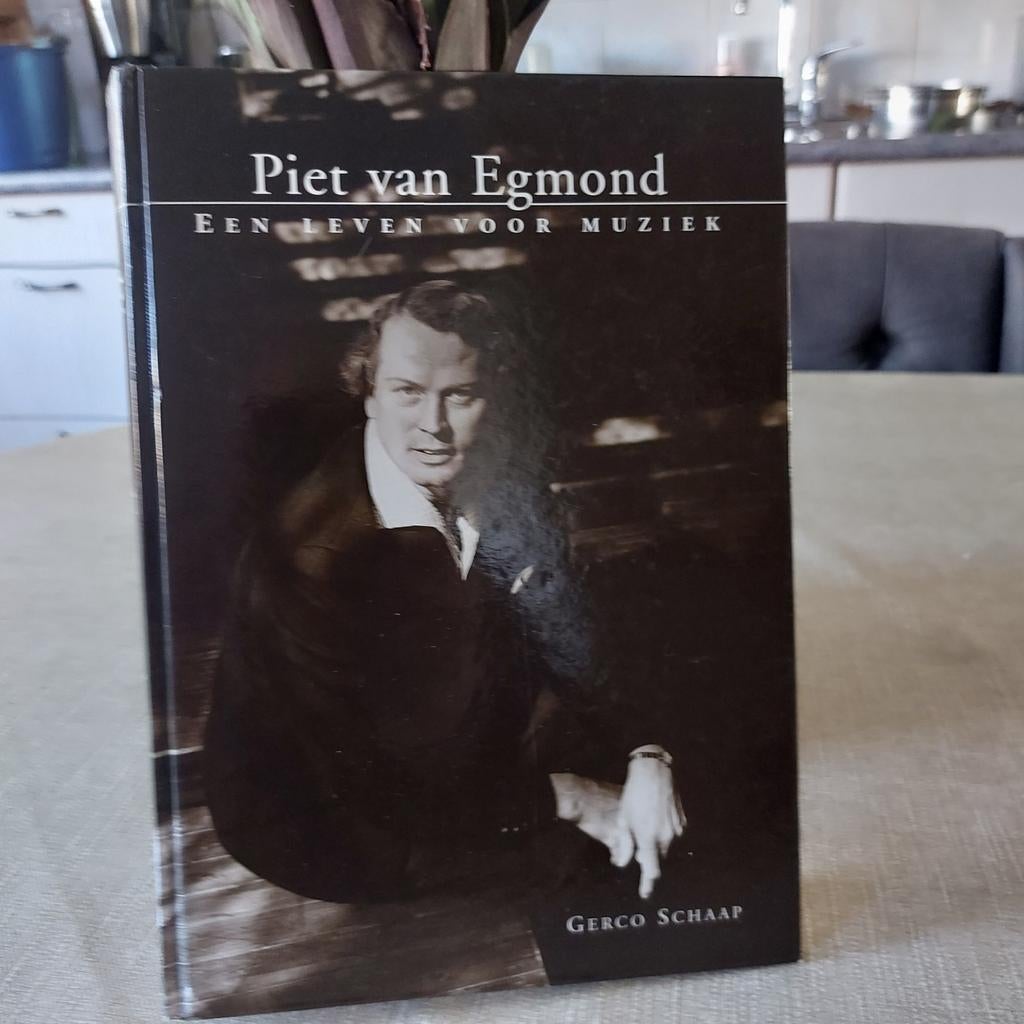 Piet van Egmond
Een leven voor muziek
Gerco Schaap